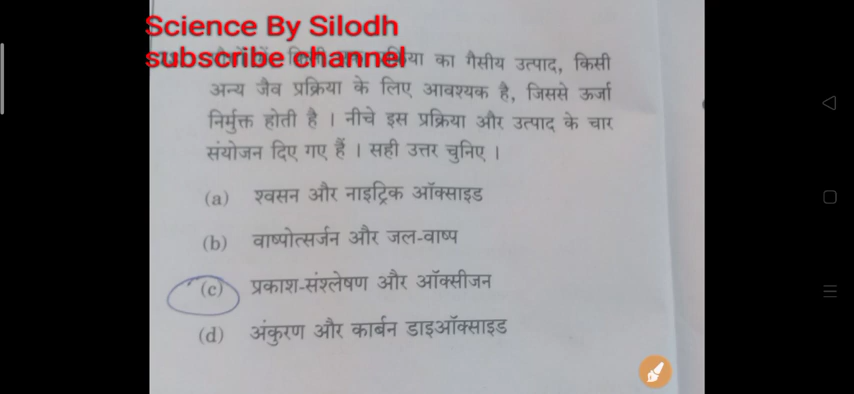 Science By Silodh
subscribe channel
का गैसीय उत्पाद, किसी
अन्य जैव प्रक्रिया के लिए आवश्यक है, जिससे ऊर्जा
निर्मुक्त होती है । नीचे इस प्रक्रिया और उत्पाद के चार
संयोजन दिए गए हैं । सही उत्तर चुनिए ।
(a) श्वसन और नाइट्रिक ऑक्साइड
(b) वाष्पोत्सर्जन और जल-वाष्प
(c) प्रकाश-संश्लेषण और ऑक्सीजन
(d) अंकुरण और कार्बन डाइऑक्साइड